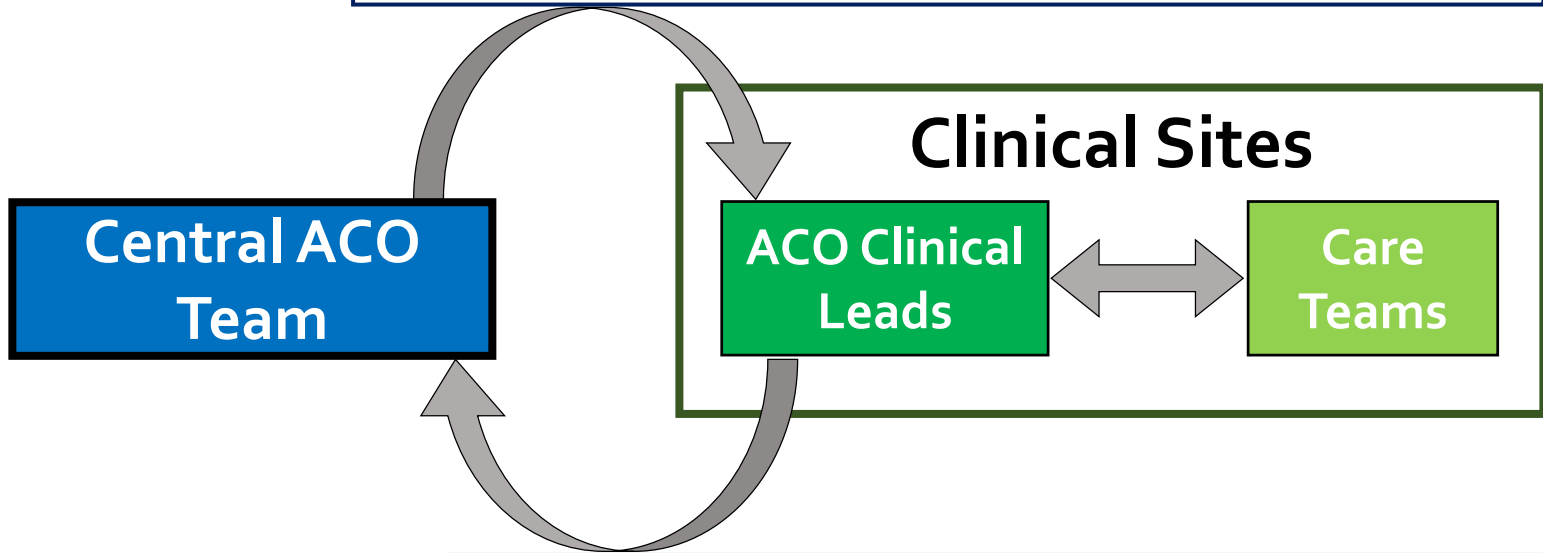 Clinical Sites
Central ACO
Team
ACO Clinical
Leads
Care
Teams